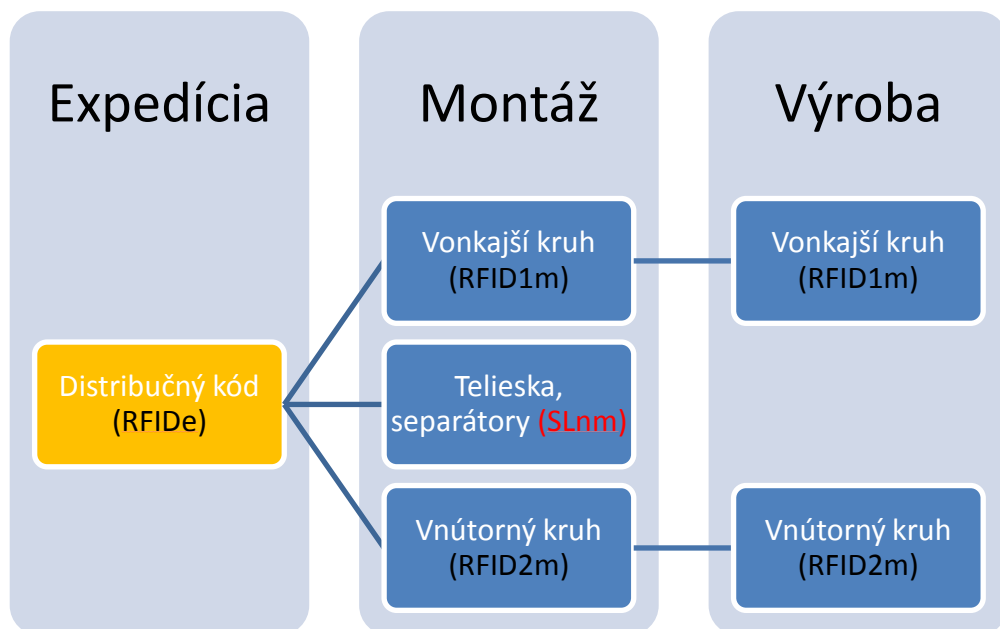 Expedícia
Montáž
Výroba
Distribučný kód
(RFIDe)
Vonkajší kruh
(RFID1m)
Telieska,
separátory (SLnm)
Vnútorný kruh
(RFID2m)
Vonkajší kruh
(RFID1m)
Vnútorný kruh
(RFID2m)